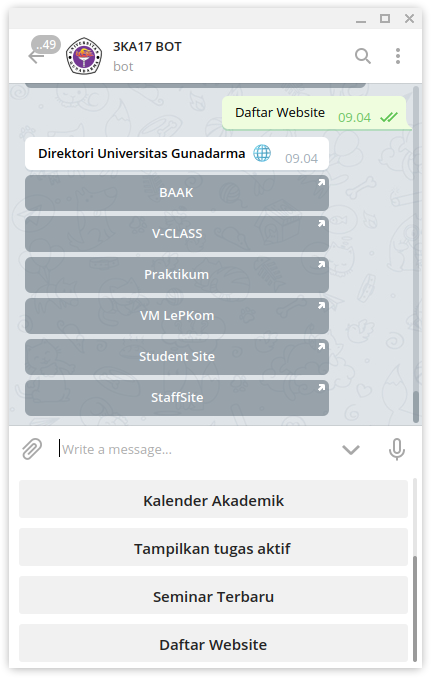 ..49
3KA17 BOT
bot
Daftar Website 09.04
Direktori Universitas Gunadarma 🌐 09.04
BAAK
V-CLASS
Praktikum
VM LePKom
Student Site
StaffSite
Write a message...
Kalender Akademik
Tampilkan tugas aktif
Seminar Terbaru
Daftar Website